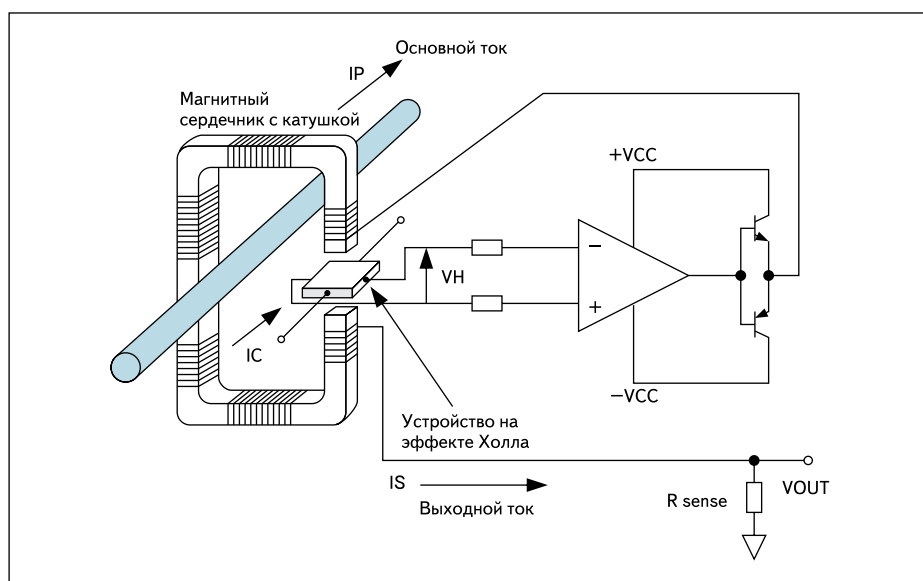 Основной ток
IP
Магнитный
сердечник с катушкой
+VCC
−
VH
+
IC
−VCC
Устройство на
эффекте Холла
IS
Выходной ток
R sense
VOUT